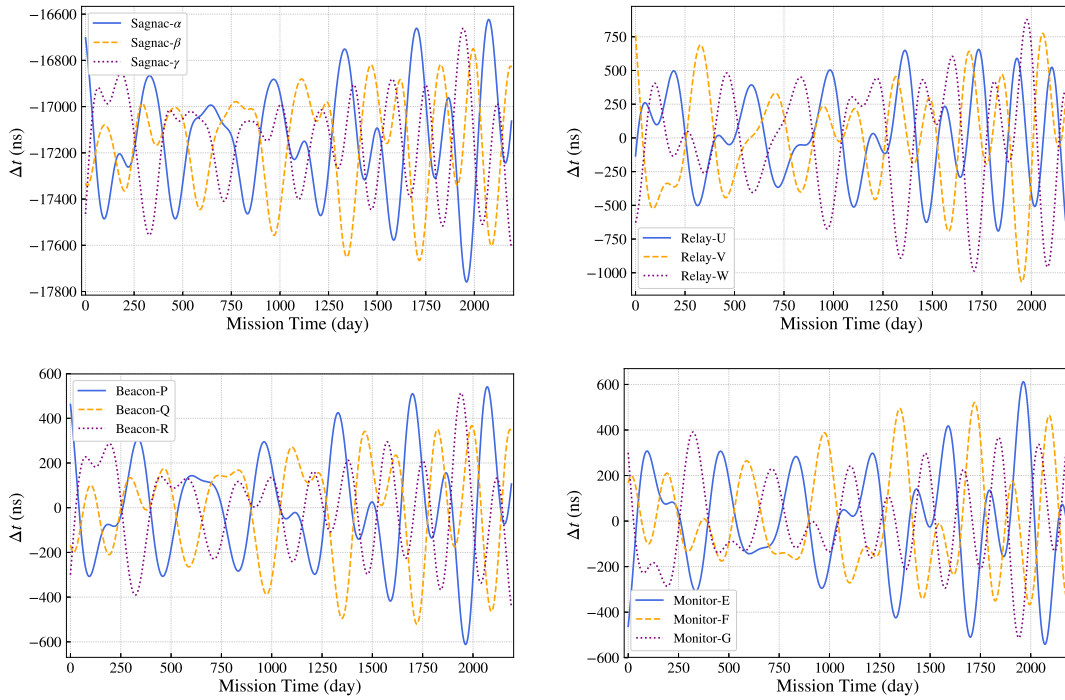 −16600
−16800
−17000
−17200
−17400
−17600
−17800
Δt (ns)
Sagnac-α
Sagnac-β
Sagnac-γ
0 250 500 750 1000 1250 1500 1750 2000
Mission Time (day)
750
500
250
0
−250
−500
−750
−1000
Δt (ns)
Relay-U
Relay-V
Relay-W
0 250 500 750 1000 1250 1500 1750 2000
Mission Time (day)
600
400
200
0
−200
−400
−600
Δt (ns)
Beacon-P
Beacon-Q
Beacon-R
0 250 500 750 1000 1250 1500 1750 2000
Mission Time (day)
600
400
200
0
−200
−400
−600
Δt (ns)
Monitor-E
Monitor-F
Monitor-G
0 250 500 750 1000 1250 1500 1750 2000
Mission Time (day)